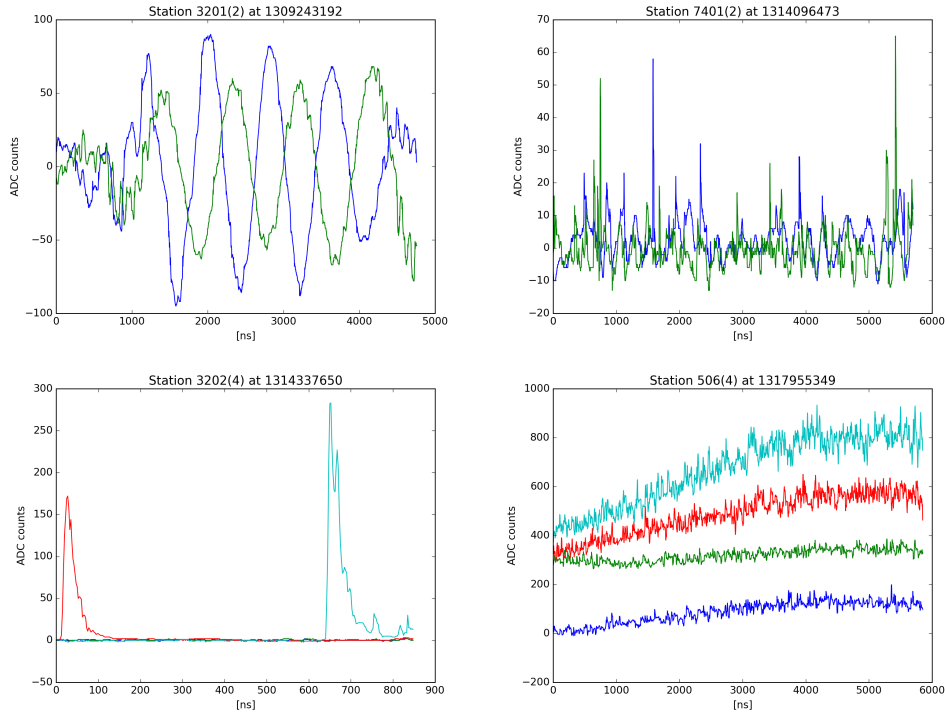 Station 3201(2) at 1309243192
100
50
0
−50
−100
ADC counts
0 1000 2000 3000 4000 5000
[ns]
Station 7401(2) at 1314096473
70
60
50
40
30
20
10
0
−10
−20
ADC counts
0 1000 2000 3000 4000 5000 6000
[ns]
Station 3202(4) at 1314337650
300
250
200
150
100
50
0
−50
ADC counts
0 100 200 300 400 500 600 700 800 900
[ns]
Station 506(4) at 1317955349
1000
800
600
400
200
0
−200
ADC counts
0 1000 2000 3000 4000 5000 6000
[ns]